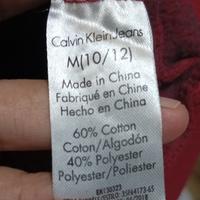 Calvin Klein Jeans
M(10/12)
Made in China
Fabriqué en Chine
Hecho en China
60% Cotton
Coton/Algodón
40% Polyester
Polyester/Poliester